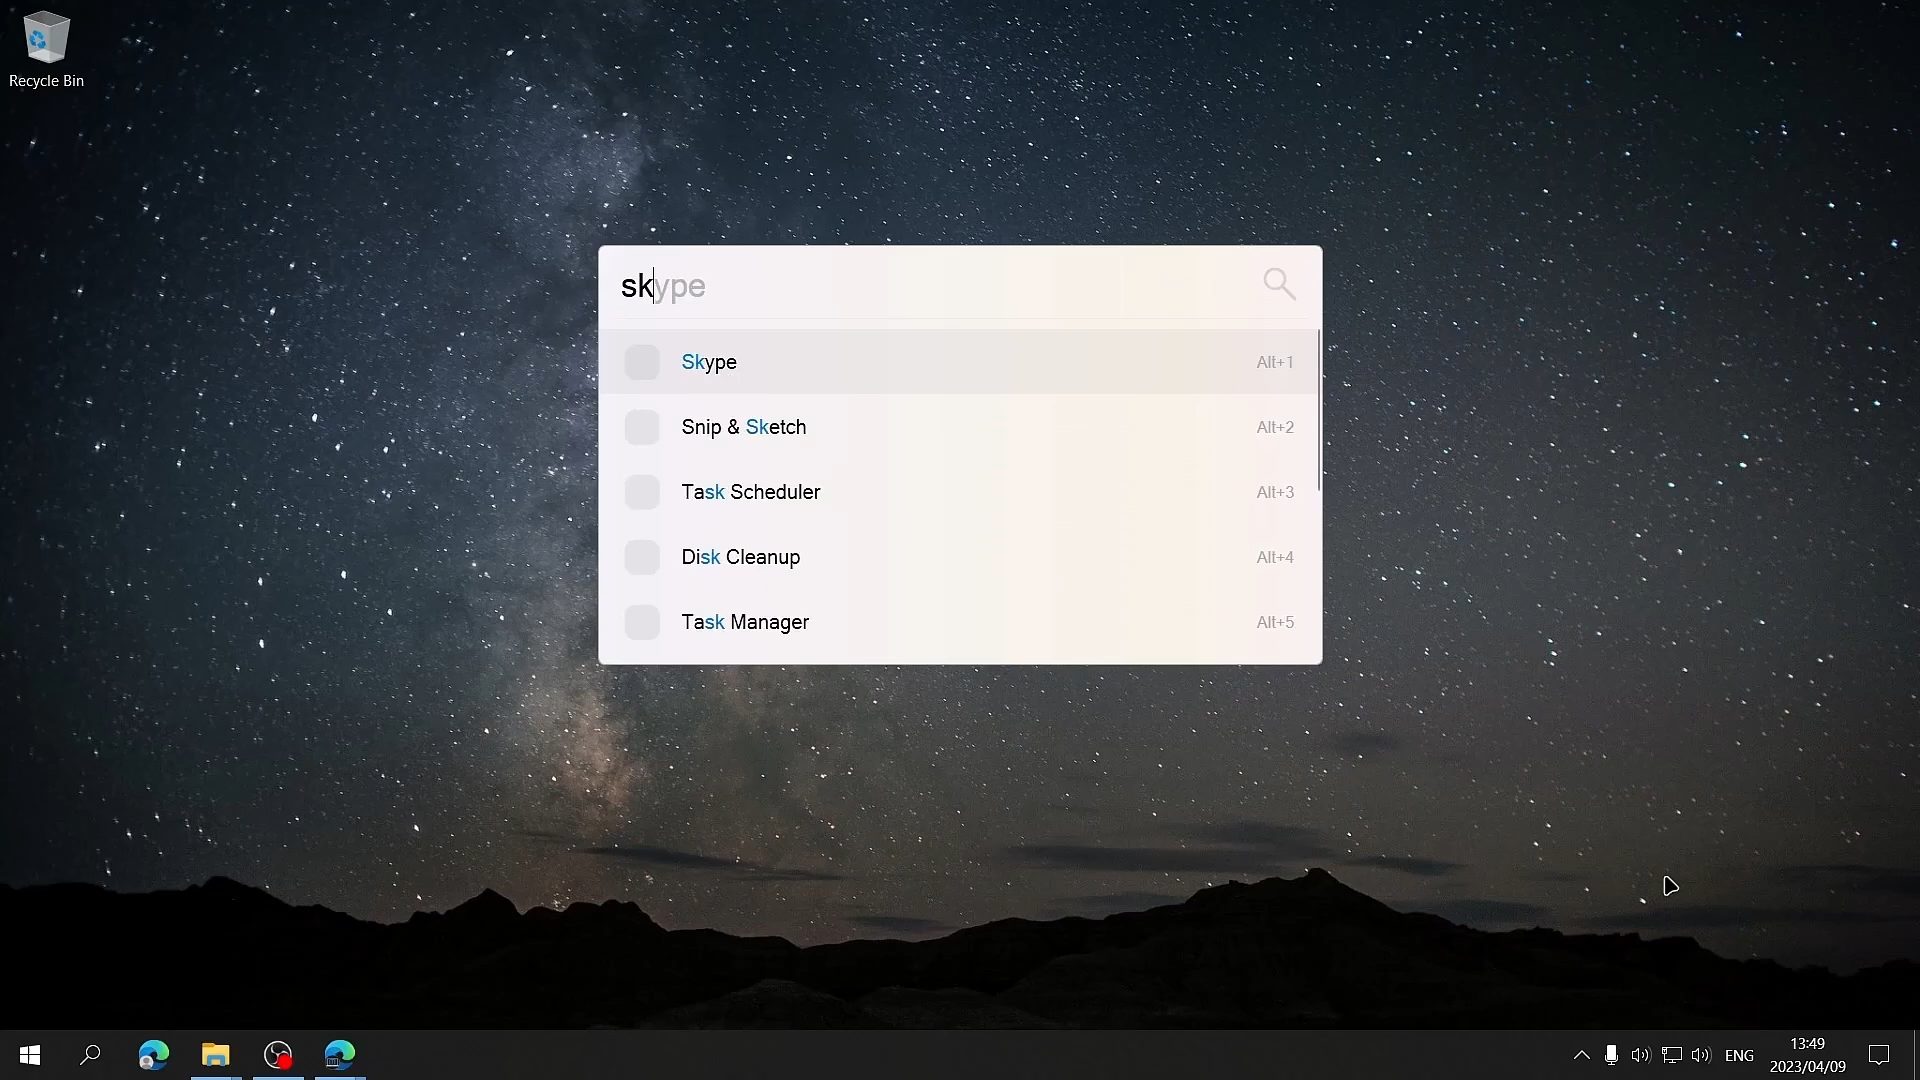 Recycle Bin
skype
Skype Alt+1
Snip & Sketch Alt+2
Task Scheduler Alt+3
Disk Cleanup Alt+4
Task Manager Alt+5
ENG
13:49
2023/04/09